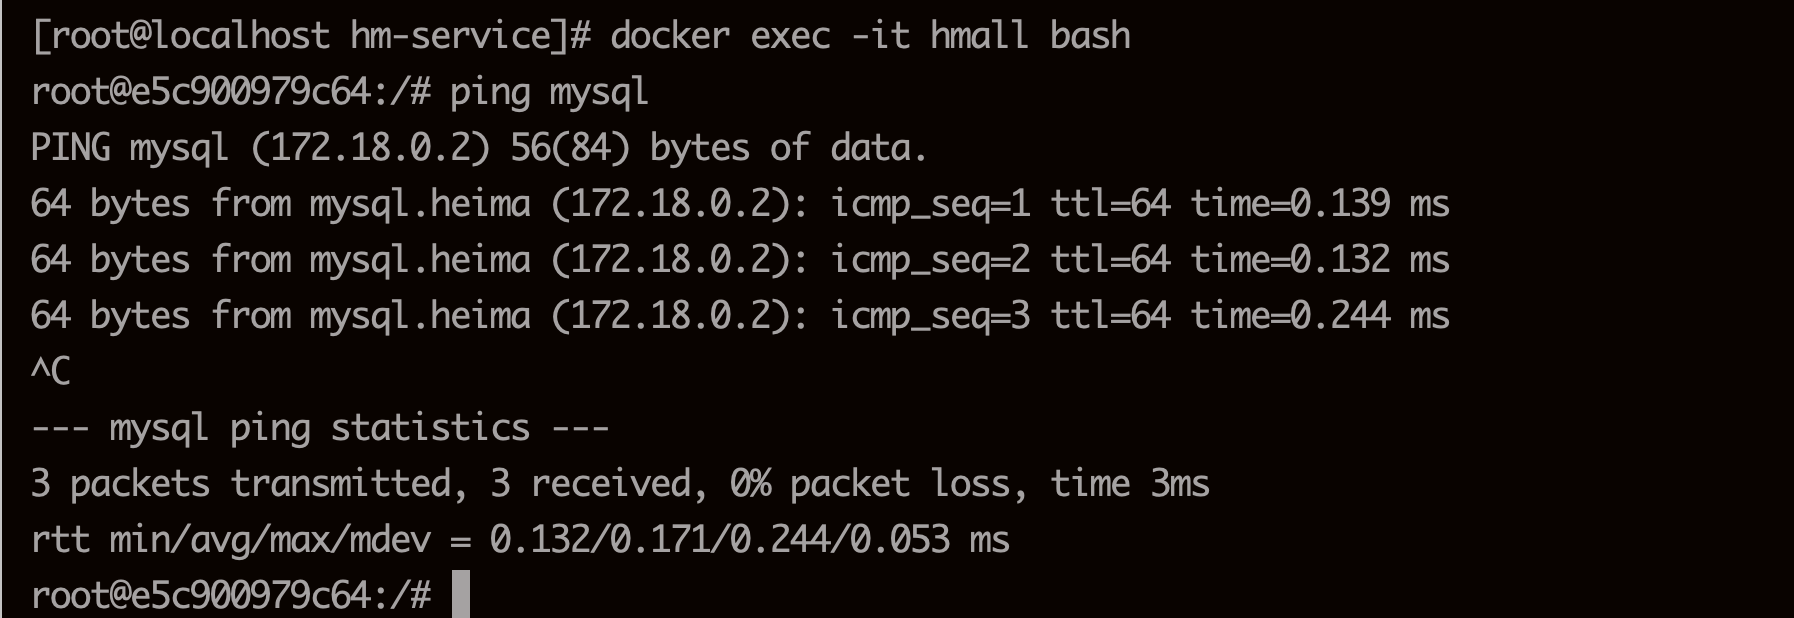 [root@localhost hm-service]# docker exec -it hmall bash
root@e5c900979c64:/# ping mysql
PING mysql (172.18.0.2) 56(84) bytes of data.
64 bytes from mysql.heima (172.18.0.2): icmp_seq=1 ttl=64 time=0.139 ms
64 bytes from mysql.heima (172.18.0.2): icmp_seq=2 ttl=64 time=0.132 ms
64 bytes from mysql.heima (172.18.0.2): icmp_seq=3 ttl=64 time=0.244 ms
^C
--- mysql ping statistics ---
3 packets transmitted, 3 received, 0% packet loss, time 3ms
rtt min/avg/max/mdev = 0.132/0.171/0.244/0.053 ms
root@e5c900979c64:/#